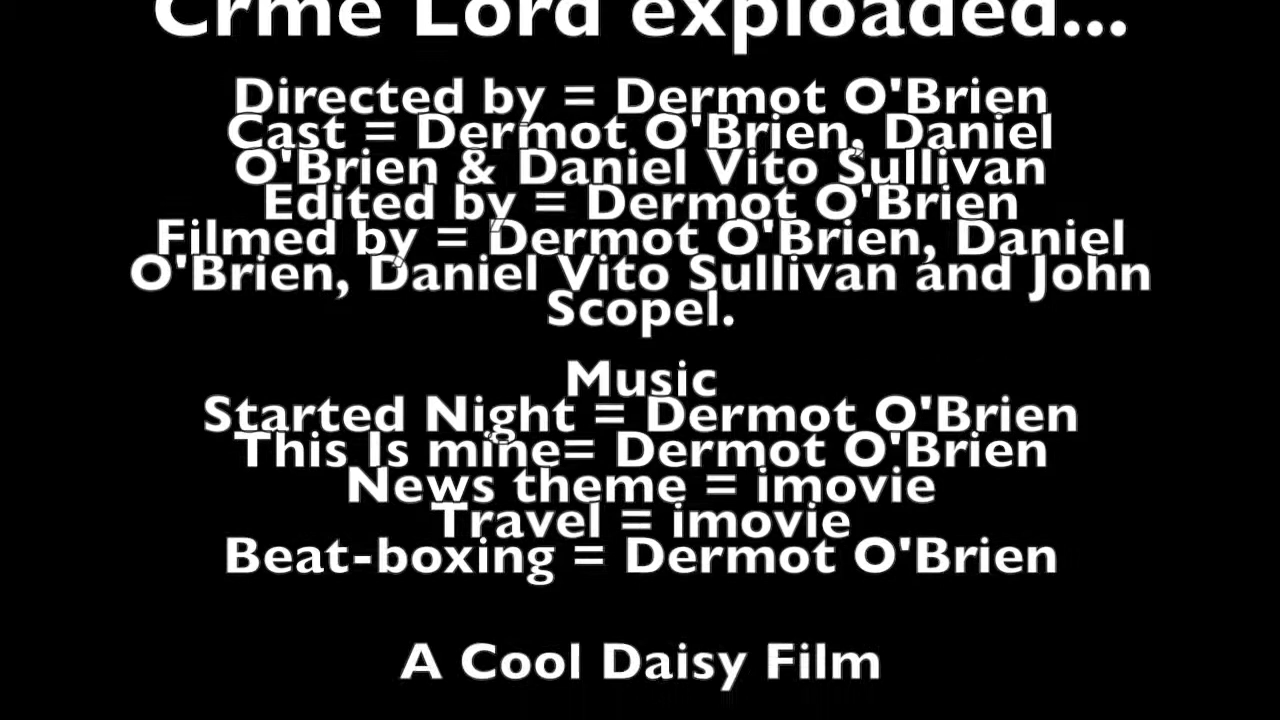 Crme Lord exploaded...
Directed by = Dermot O'Brien
Cast = Dermot O'Brien, Daniel
O'Brien & Daniel Vito Sullivan
Edited by = Dermot O'Brien
Filmed by = Dermot O'Brien, Daniel
O'Brien, Daniel Vito Sullivan and John
Scopel.
Music
Started Night = Dermot O'Brien
This Is mine= Dermot O'Brien
News theme = imovie
Travel = imovie
Beat-boxing = Dermot O'Brien
A Cool Daisy Film